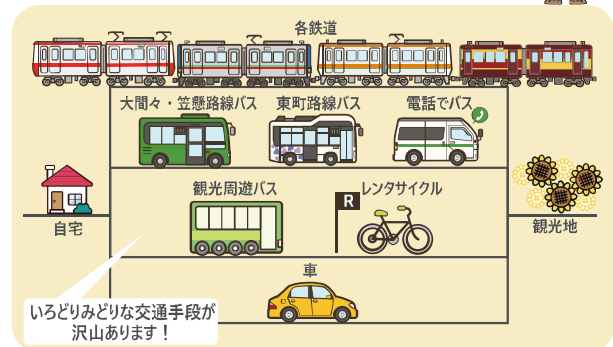 各鉄道
大間々・笠懸路線バス
東町路線バス
電話でバス
観光周遊バス
R
レンタサイクル
自宅
観光地
車
いろどりみどりな交通手段が
沢山あります！